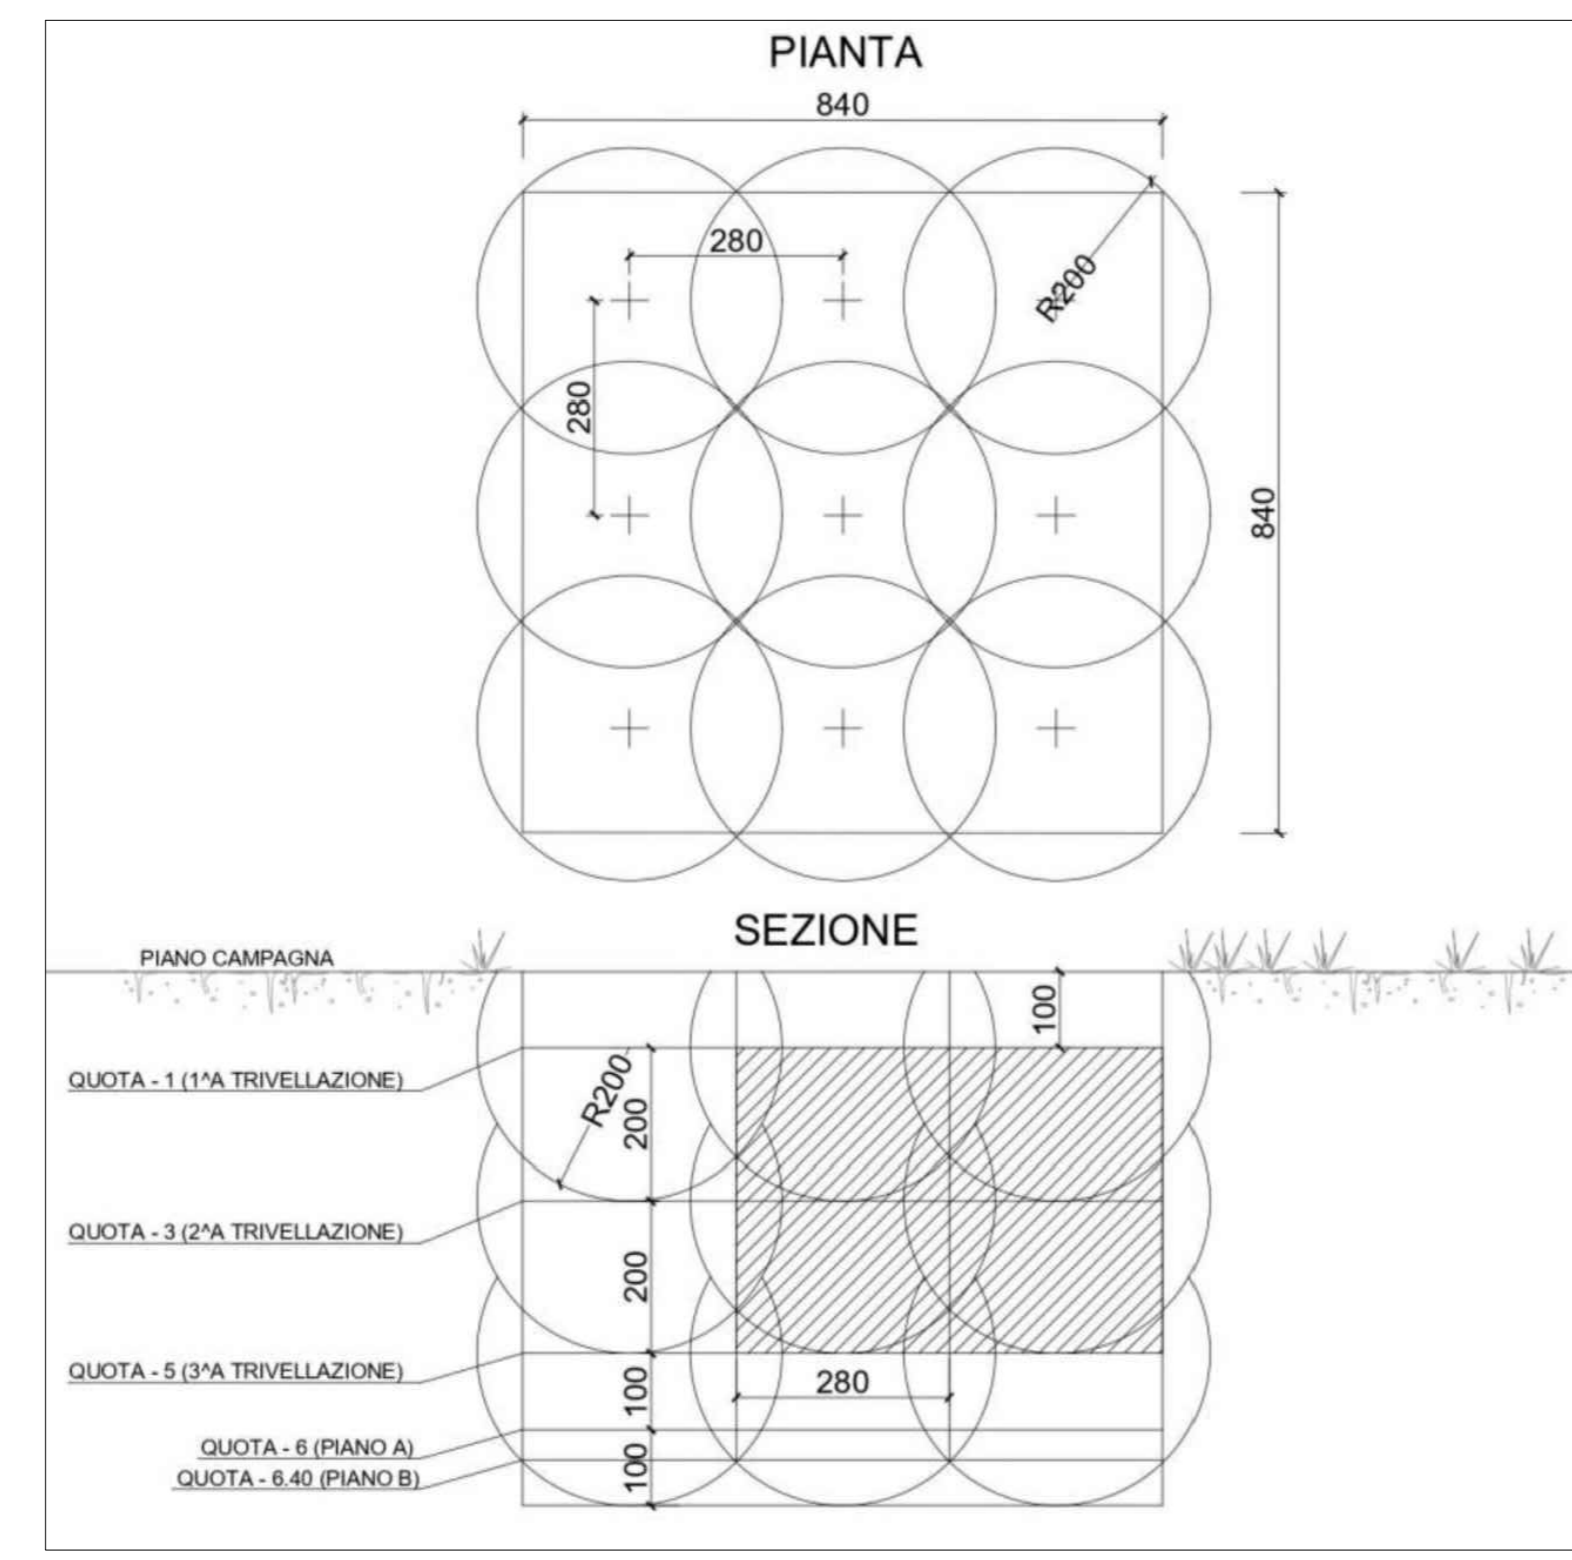 PIANTA
840
280
R200
280
840
SEZIONE
PIANO CAMPAGNA
100
QUOTA - 1 (1^A TRIVELLAZIONE)
R200
200
QUOTA - 3 (2^A TRIVELLAZIONE)
200
QUOTA - 5 (3^A TRIVELLAZIONE)
280
100
QUOTA - 6 (PIANO A)
100
QUOTA - 6.40 (PIANO B)